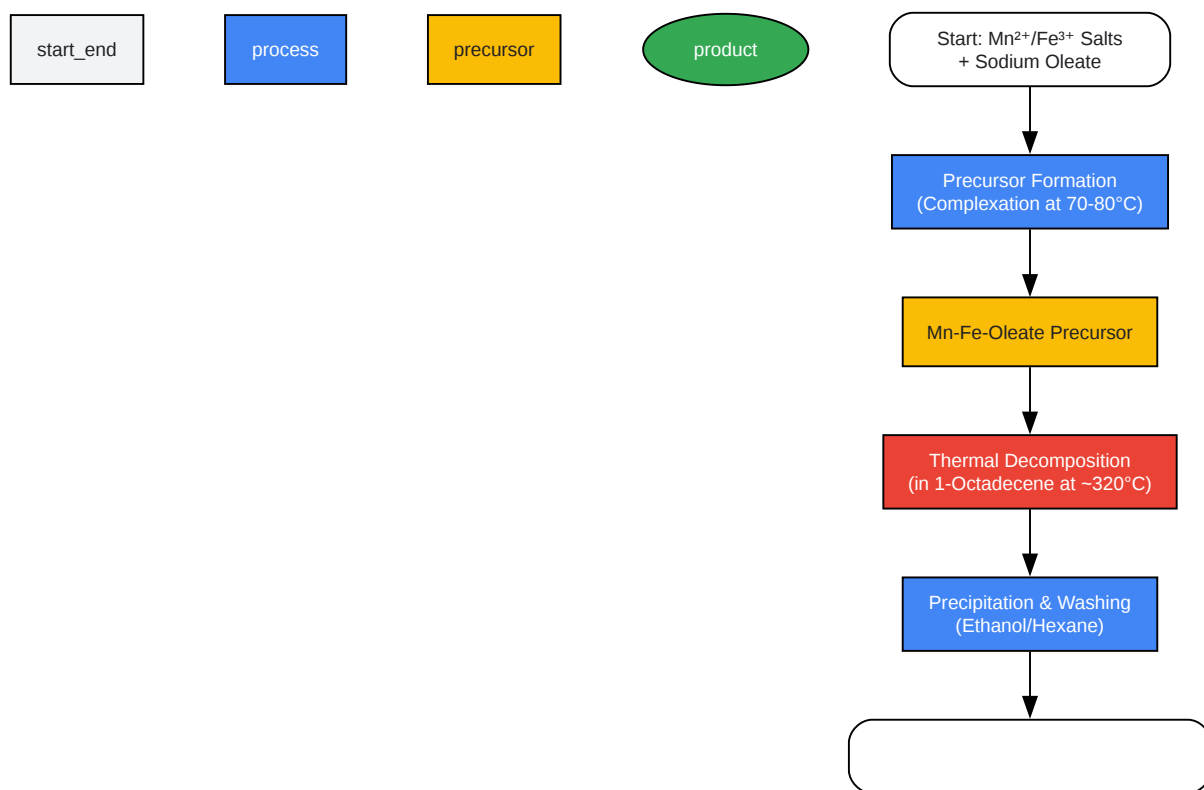 start_end
process
precursor
product
Start: Mn²⁺/Fe³⁺ Salts
+ Sodium Oleate
Precursor Formation
(Complexation at 70-80°C)
Mn-Fe-Oleate Precursor
Thermal Decomposition
(in 1-Octadecene at ~320°C)
Precipitation & Washing
(Ethanol/Hexane)